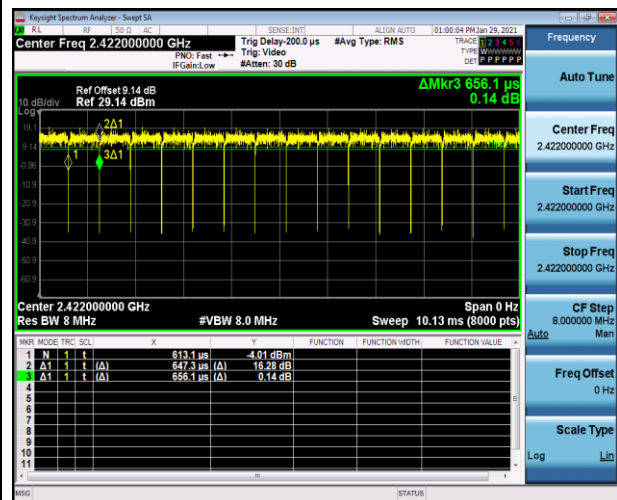 Keysight Spectrum Analyzer - Swept SA
RL RF 50 Ω AC SENSE:INT ALIGN AUTO 01:00:04 PM Jan 29, 2021
Center Freq 2.422000000 GHz Trig Delay-200.0 µs #Avg Type: RMS TRACE 1 2 3 4 5 6
PNO: Fast Trig: Video TYPE WWWWWW
IFGain:Low #Atten: 30 dB DET P P P P P P
Frequency
Auto Tune
Center Freq
2.422000000 GHz
Start Freq
2.422000000 GHz
Stop Freq
2.422000000 GHz
CF Step
8.000000 MHz
Auto Man
Freq Offset
0 Hz
Scale Type
Log Lin
Ref Offset 9.14 dB ΔMkr3 656.1 µs
10 dB/div Ref 29.14 dBm 0.14 dB
Log
19.1 2Δ1
9.14
1 3Δ1
-0.86
-10.9
-20.9
-30.9
-40.9
-50.9
-60.9
Center 2.422000000 GHz Span 0 Hz
Res BW 8 MHz #VBW 8.0 MHz Sweep 10.13 ms (8000 pts)
MKR MODE TRC SCL X Y FUNCTION FUNCTION WIDTH FUNCTION VALUE
1 N 1 t 613.1 µs -4.01 dBm
2 Δ1 1 t (Δ) 647.3 µs (Δ) 16.28 dB
3 Δ1 1 t (Δ) 656.1 µs (Δ) 0.14 dB
4
5
6
7
8
9
10
11
MSG STATUS